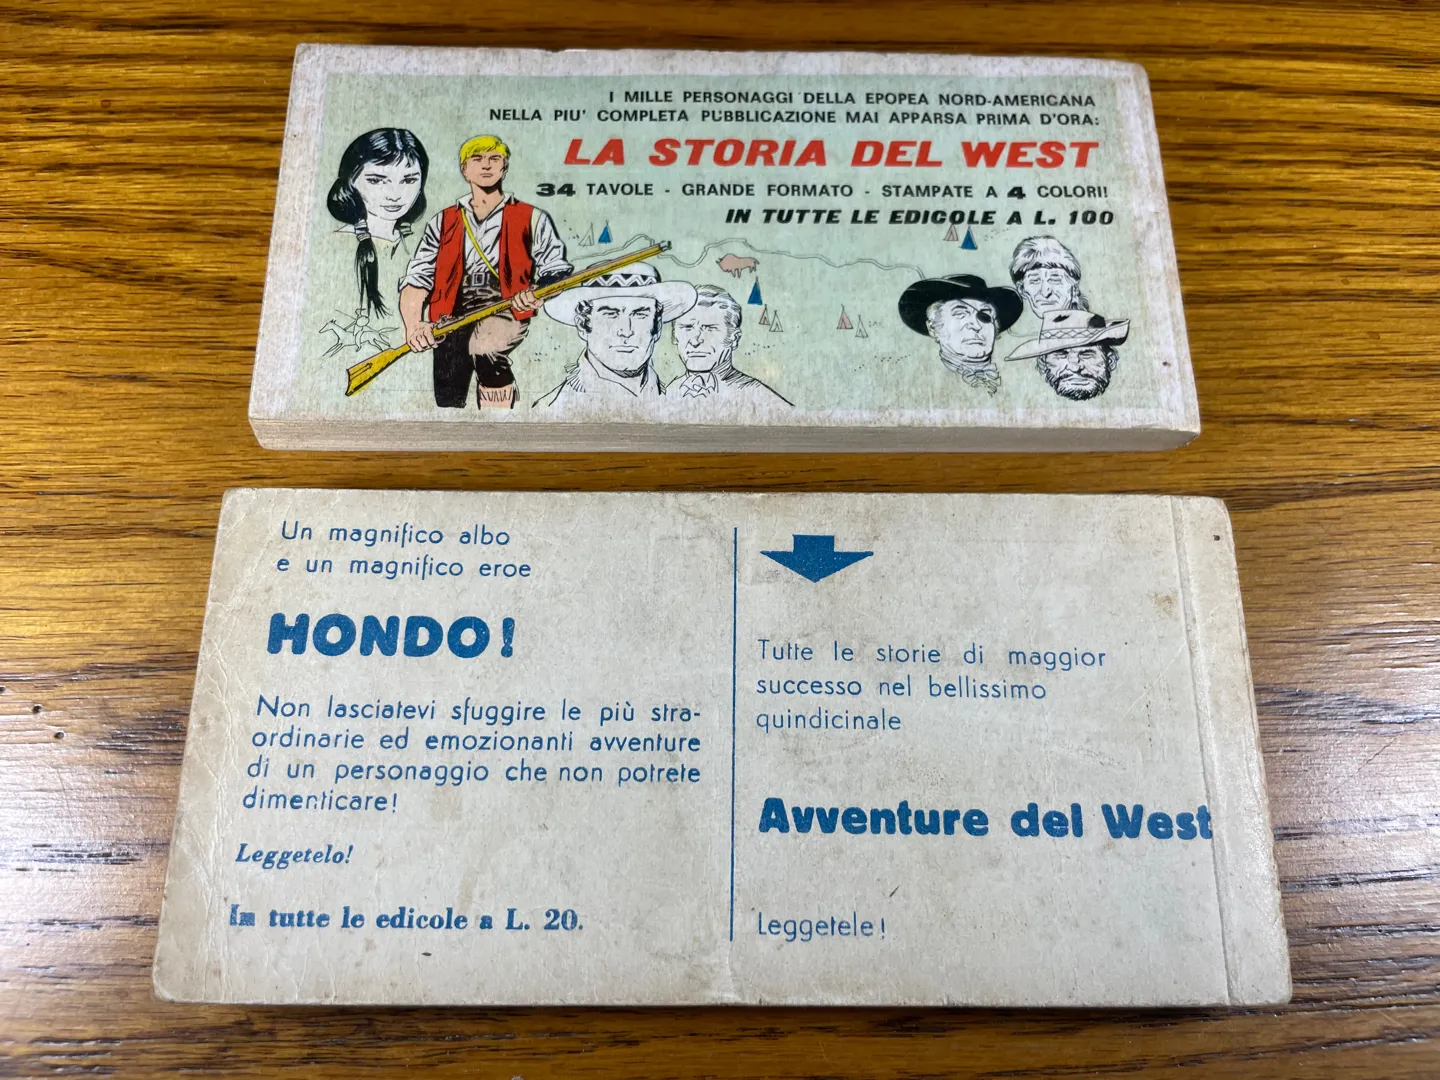 I MILLE PERSONAGGI DELLA EPOPEA NORD-AMERICANA
NELLA PIU' COMPLETA PUBBLICAZIONE MAI APPARSA PRIMA D'ORA:
LA STORIA DEL WEST
34 TAVOLE - GRANDE FORMATO - STAMPATE A 4 COLORI!
IN TUTTE LE EDICOLE A L. 100
Un magnifico albo
e un magnifico eroe
HONDO!
Non lasciatevi sfuggire le più stra-
ordinarie ed emozionanti avventure
di un personaggio che non potrete
dimenticare!
Leggetelo!
In tutte le edicole a L. 20.
Tutte le storie di maggior
successo nel bellissimo
quindicinale
Avventure del West
Leggetele!